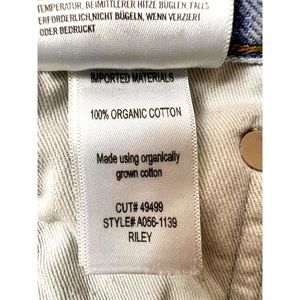 TEMPERATUR, BEI MITTLERER HITZE BÜGLEN, FALLS
ERFORDERLICH, NICHT BÜGELN, WENN VERZIERT
ODER BEDRUCKT
IMPORTED MATERIALS
100% ORGANIC COTTON
Made using organically
grown cotton
CUT# 49499
STYLE# A056-1139
RILEY